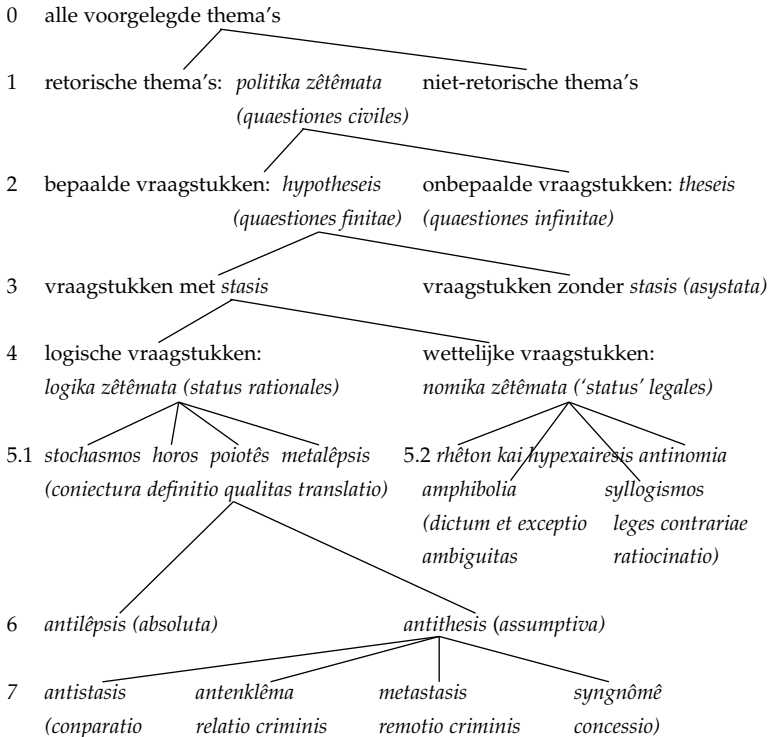 0 alle voorgelegde thema's
1 retorische thema's: politika zêtêmata niet-retorische thema's
(quaestiones civiles)
2 bepaalde vraagstukken: hypotheseis onbepaalde vraagstukken: theseis
(quaestiones finitae) (quaestiones infinitae)
3 vraagstukken met stasis vraagstukken zonder stasis (asystata)
4 logische vraagstukken: wettelijke vraagstukken:
logika zêtêmata (status rationales) nomika zêtêmata ('status' legales)
5.1 stochasmos horos poiotês metalêpsis 5.2 rhêton kai hypexairesis antinomia
(coniectura definitio qualitas translatio) amphibolia syllogismos
(dictum et exceptio leges contrariae
ambiguitas ratiocinatio)
6 antilêpsis (absoluta) antithesis (assumptiva)
7 antistasis antenklêma metastasis syngnômê
(conparatio relatio criminis remotio criminis concessio)